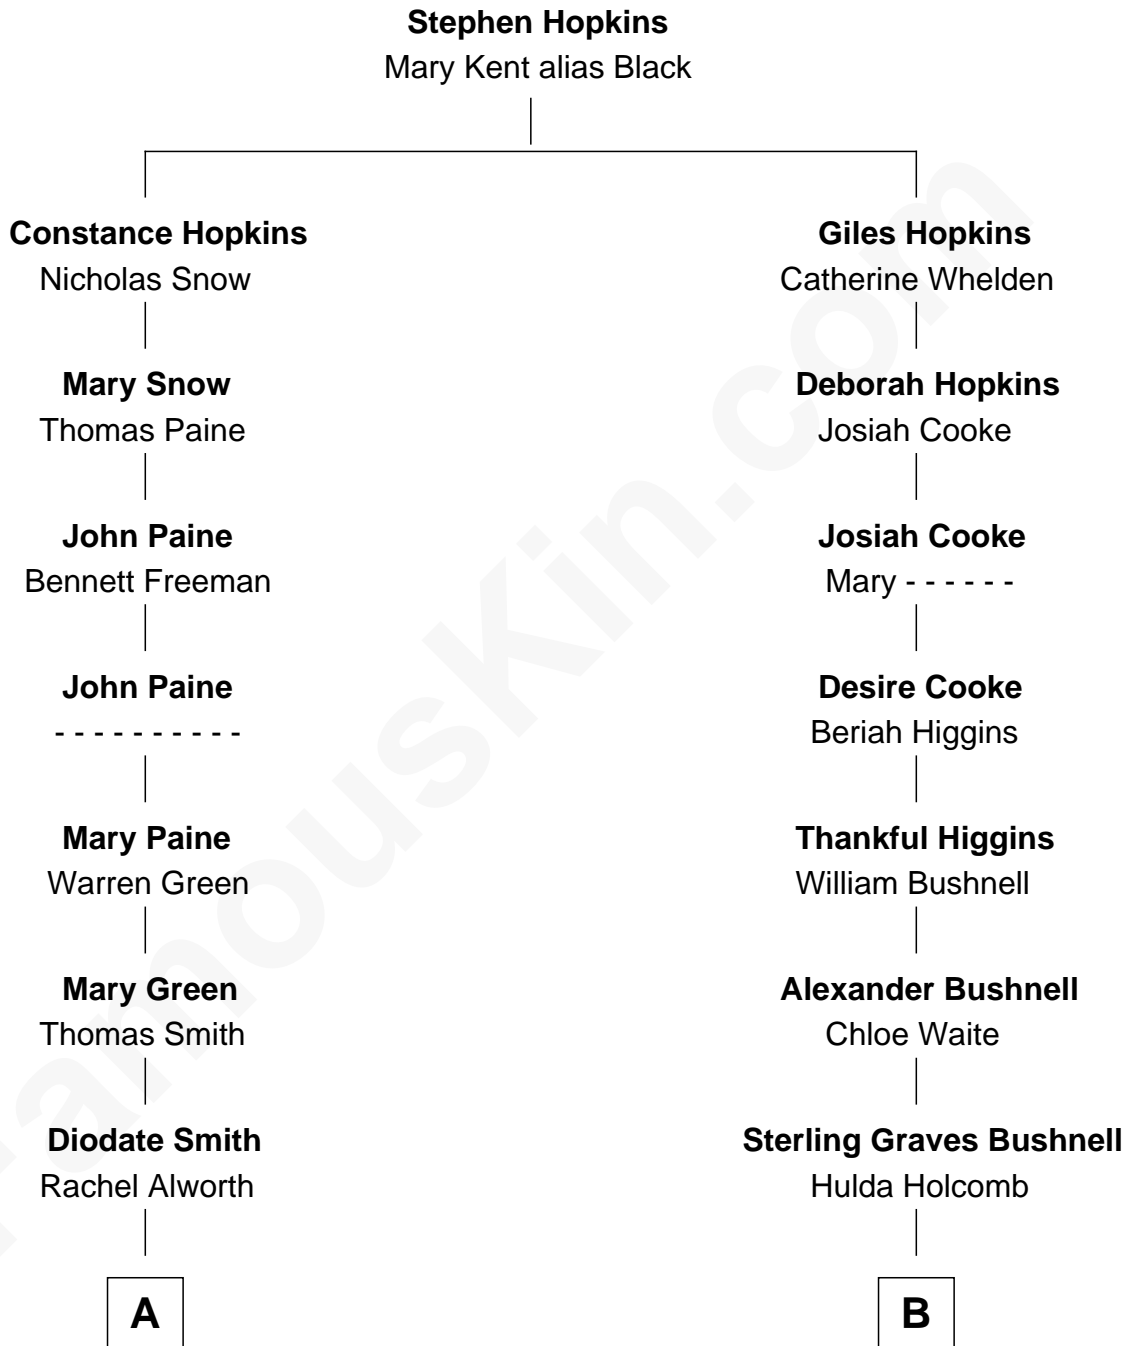 Stephen Hopkins
Mary Kent alias Black
Constance Hopkins
Nicholas Snow
Giles Hopkins
Catherine Whelden
Mary Snow
Thomas Paine
Deborah Hopkins
Josiah Cooke
John Paine
Bennett Freeman
Josiah Cooke
Mary - - - - - -
John Paine
- - - - - - - - - -
Desire Cooke
Beriah Higgins
Mary Paine
Warren Green
Thankful Higgins
William Bushnell
Mary Green
Thomas Smith
Alexander Bushnell
Chloe Waite
Diodate Smith
Rachel Alworth
Sterling Graves Bushnell
Hulda Holcomb
A
B
FamousKin.com